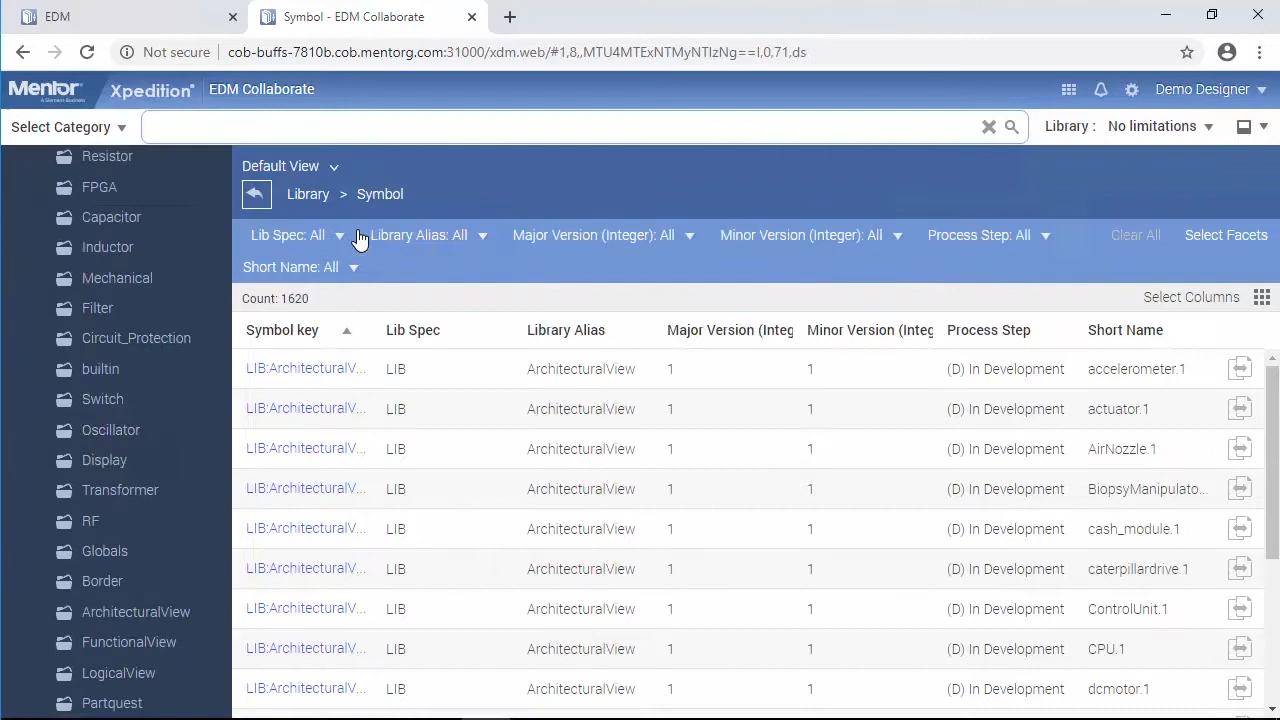 EDM
Symbol - EDM Collaborate
Not secure
cob-buffs-7810b.cob.mentorg.com:31000/xdm.web/#1,8,,MTU4MTExNTMyNTIzNg==},0,71.ds
Mentor
A Siemens Business
Xpedition®
EDM Collaborate
Demo Designer
Select Category
Library : No limitations
Resistor
FPGA
Capacitor
Inductor
Mechanical
Filter
Circuit_Protection
builtin
Switch
Oscillator
Display
Transformer
RF
Globals
Border
ArchitecturalView
FunctionalView
LogicalView
Partquest
Default View
Library > Symbol
Lib Spec: All Library Alias: All Major Version (Integer): All Minor Version (Integer): All Process Step: All Clear All Select Facets
Short Name: All
Count: 1620 Select Columns
Symbol key Lib Spec Library Alias Major Version (Integ Minor Version (Integ Process Step Short Name
LIB:ArchitecturalV... LIB ArchitecturalView 1 1 (D) In Development accelerometer.1
LIB:ArchitecturalV... LIB ArchitecturalView 1 1 (D) In Development actuator.1
LIB:ArchitecturalV... LIB ArchitecturalView 1 1 (D) In Development AirNozzle.1
LIB:ArchitecturalV... LIB ArchitecturalView 1 1 (D) In Development BiopsyManipulato...
LIB:ArchitecturalV... LIB ArchitecturalView 1 1 (D) In Development cash_module.1
LIB:ArchitecturalV... LIB ArchitecturalView 1 1 (D) In Development caterpillardrive.1
LIB:ArchitecturalV... LIB ArchitecturalView 1 1 (D) In Development ControlUnit.1
LIB:ArchitecturalV... LIB ArchitecturalView 1 1 (D) In Development CPU.1
LIB:ArchitecturalV... LIB ArchitecturalView 1 1 (D) In Development dcmotor.1